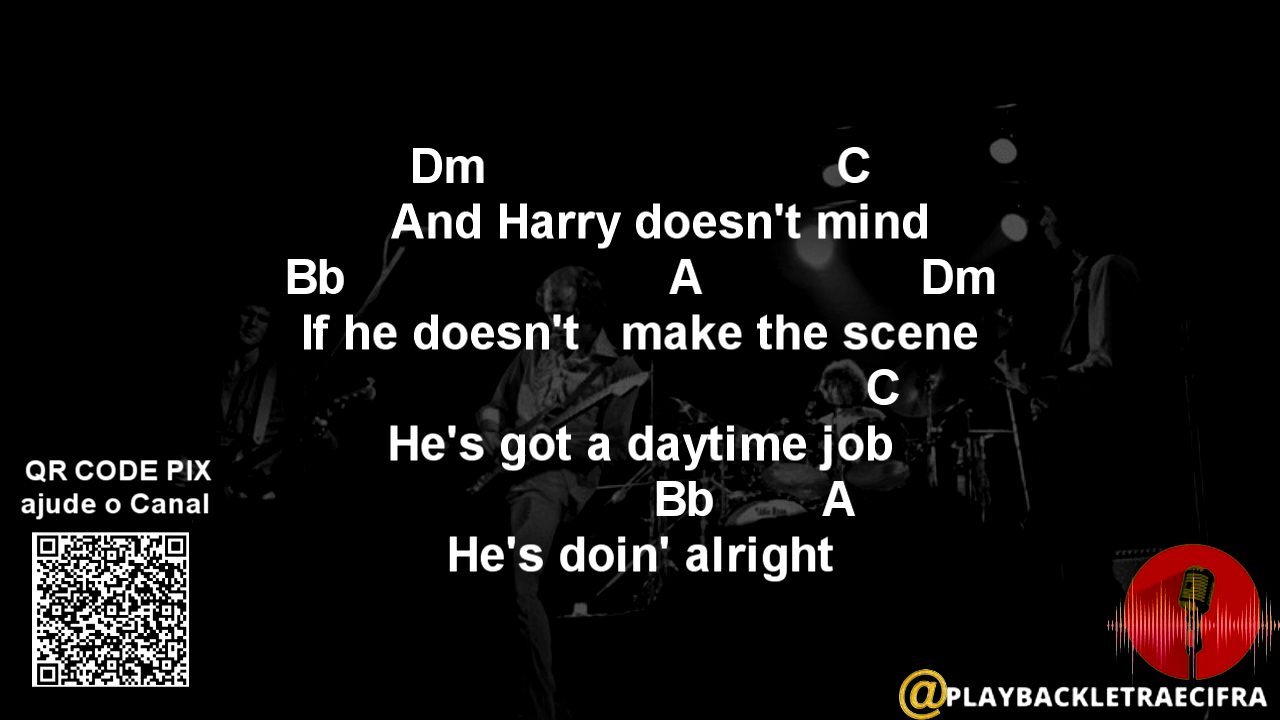 Dm C
And Harry doesn't mind
Bb A Dm
If he doesn't make the scene
C
He's got a daytime job
Bb A
He's doin' alright
QR CODE PIX
ajude o Canal
@PLAYBACKLETRAECIFRA